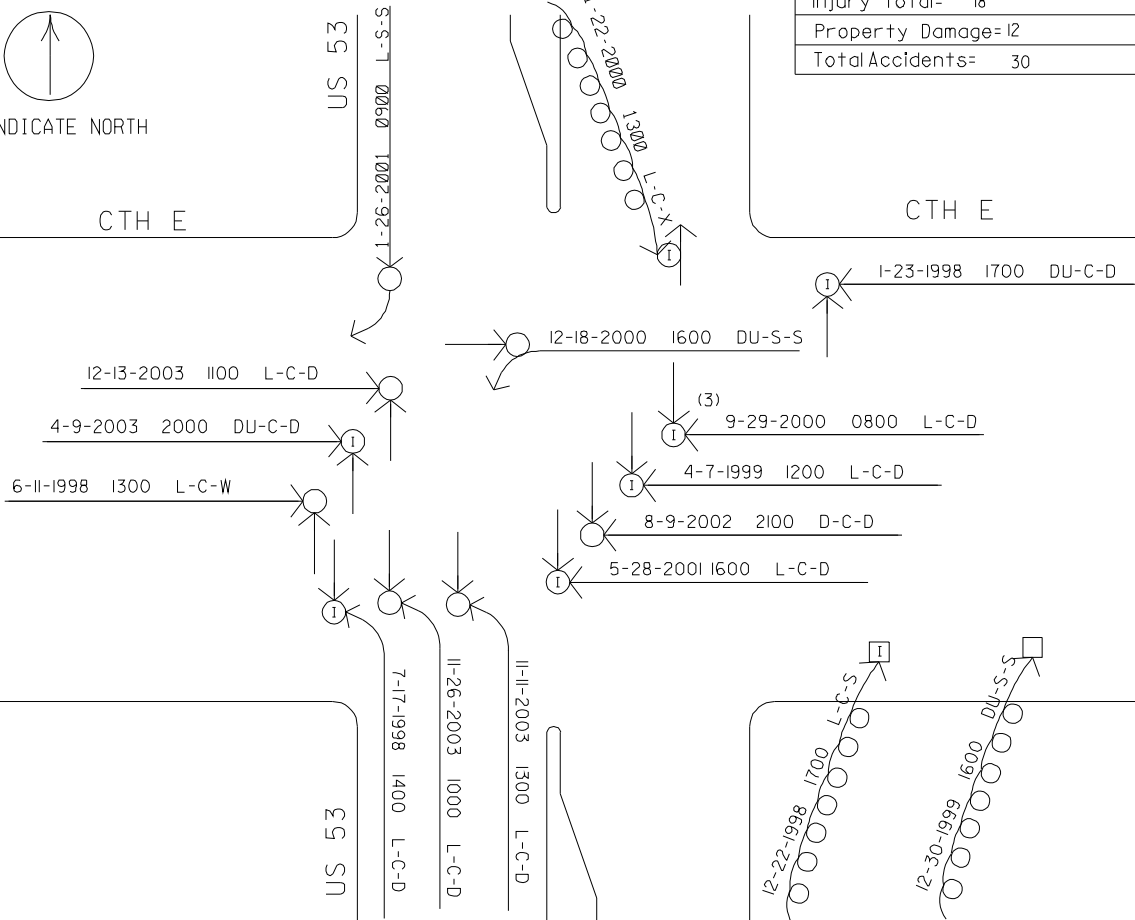 Injury Total= 18
Property Damage= 12
Total Accidents= 30
US 53
1-26-2001 0900 L-S-S
1-22-2000 1300 L-C-X
NDICATE NORTH
CTH E
CTH E
I
1-23-1998 1700 DU-C-D
I
12-18-2000 1600 DU-S-S
12-13-2003 1100 L-C-D
(3)
9-29-2000 0800 L-C-D
I
4-9-2003 2000 DU-C-D
I
4-7-1999 1200 L-C-D
I
6-11-1998 1300 L-C-W
8-9-2002 2100 D-C-D
5-28-2001 1600 L-C-D
I
I
7-17-1998 1400 L-C-D
11-26-2003 1000 L-C-D
11-11-2003 1300 L-C-D
I
12-22-1998 1700 L-C-S
12-30-1999 1600 DU-S-S
US 53